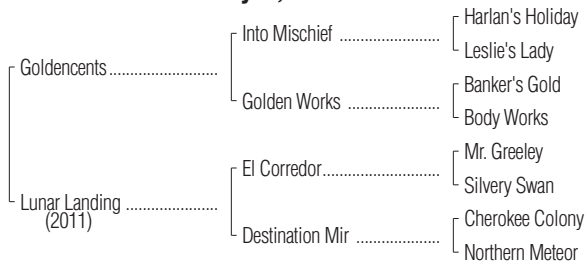 Harlan's Holiday
Into Mischief ..................
Leslie's Lady
Goldencents........................
Banker's Gold
Golden Works ..................
Body Works
Mr. Greeley
El Corredor.....................
Silvery Swan
Lunar Landing ....................
(2011)
Cherokee Colony
Destination Mir ................
Northern Meteor